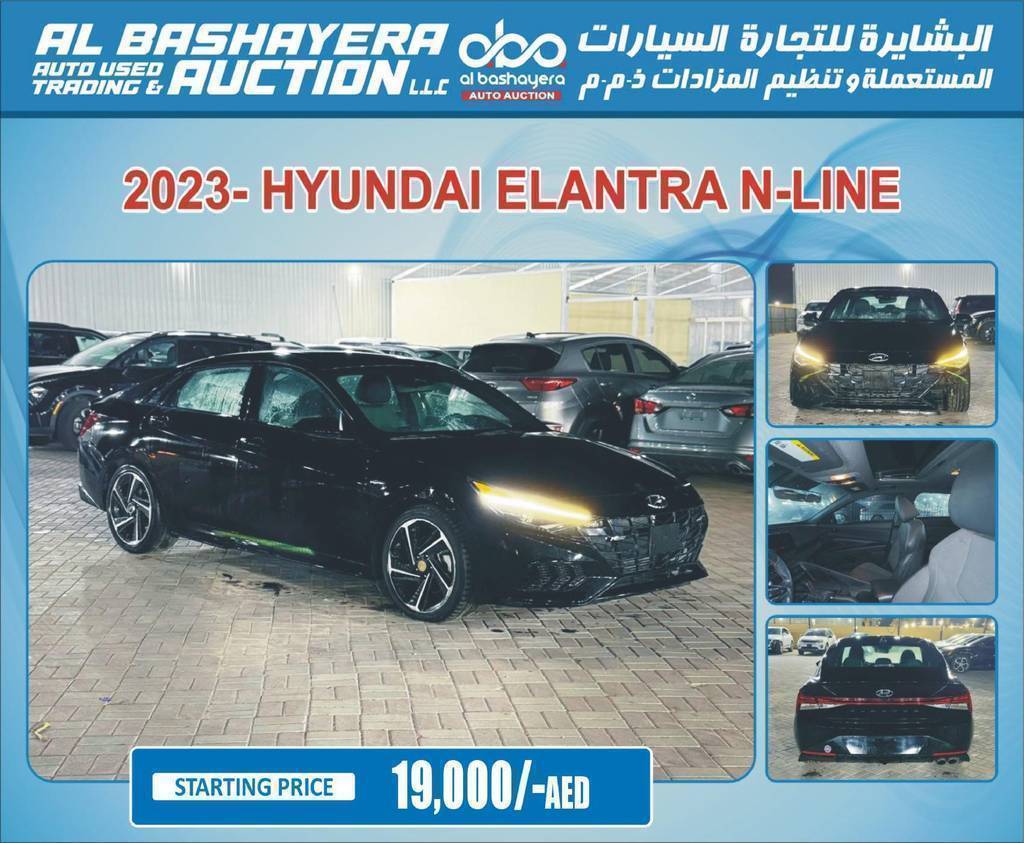 AL BASHAYERA
AUTO USED
TRADING & AUCTION L.L.C
aba
al bashayera
AUTO AUCTION
البشايرة للتجارة السيارات
المستعملة و تنظيم المزادات ذ-م-م
2023- HYUNDAI ELANTRA N-LINE
STARTING PRICE
19,000/-AED